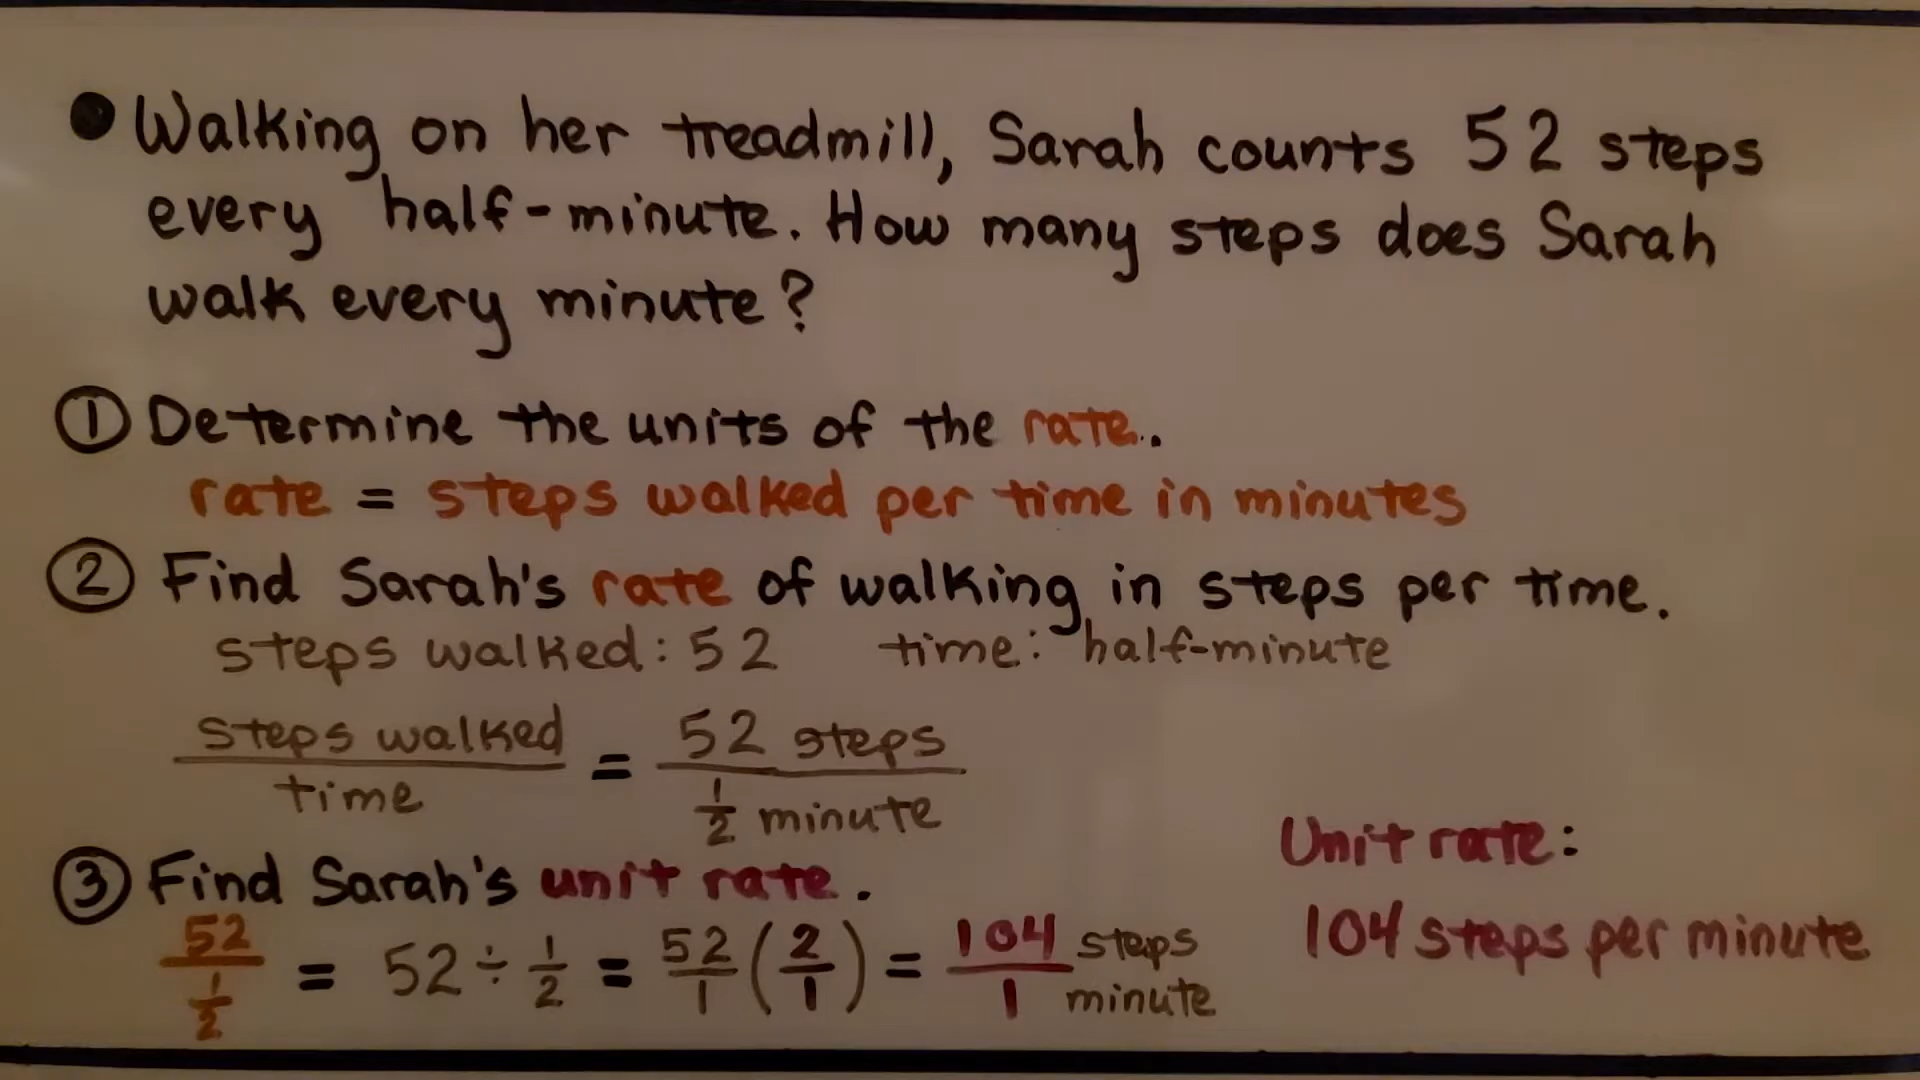 ● Walking on her treadmill, Sarah counts 52 steps
every half-minute. How many steps does Sarah
walk every minute?
① Determine the units of the rate..
rate = steps walked per time in minutes
② Find Sarah's rate of walking in steps per time.
steps walked: 52 time: half-minute
steps walked/time = 52 steps/½ minute
③ Find Sarah's unit rate.
52/½ = 52 ÷ ½ = 52/1 (2/1) = 104/1 steps/minute
Unit rate:
104 steps per minute